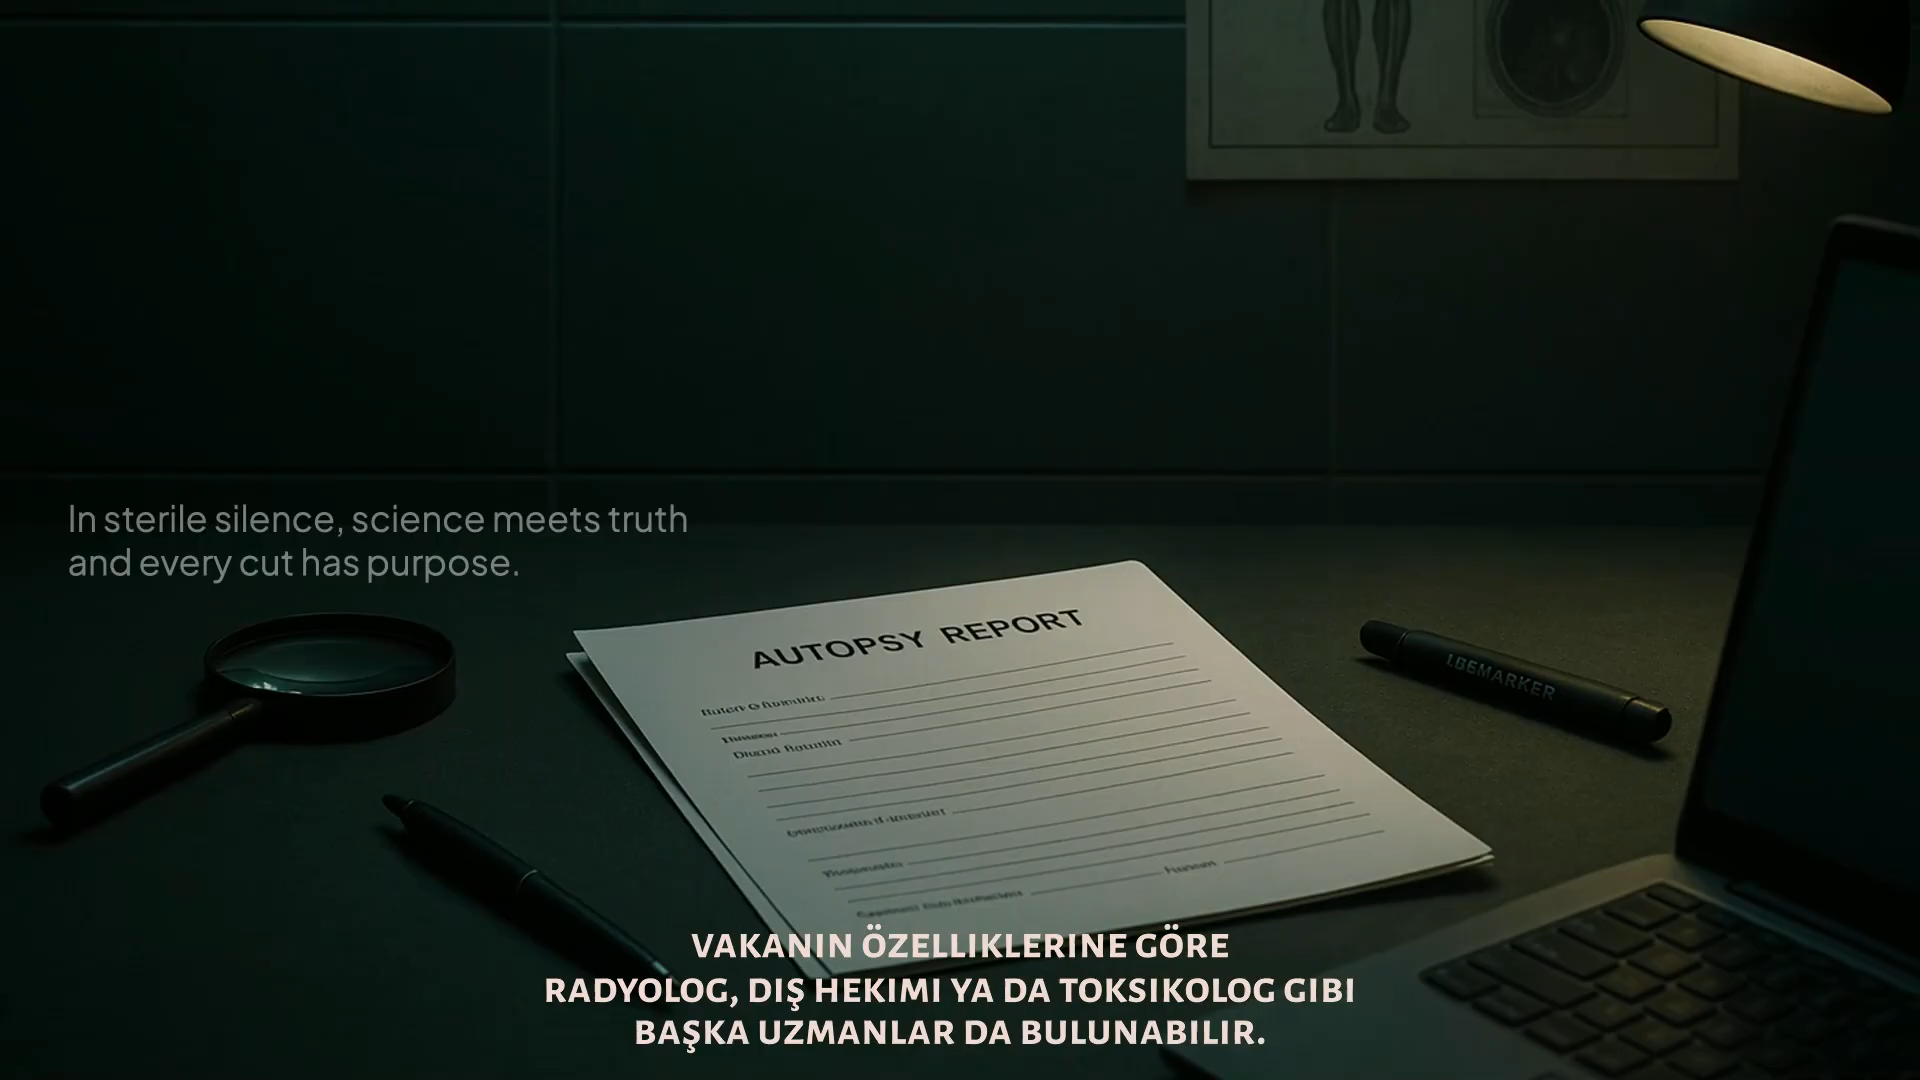 In sterile silence, science meets truth
and every cut has purpose.
AUTOPSY REPORT
VAKANIN ÖZELLIKLERINE GÖRE
RADYOLOG, DIŞ HEKIMI YA DA TOKSIKOLOG GIBI
BAŞKA UZMANLAR DA BULUNABILIR.